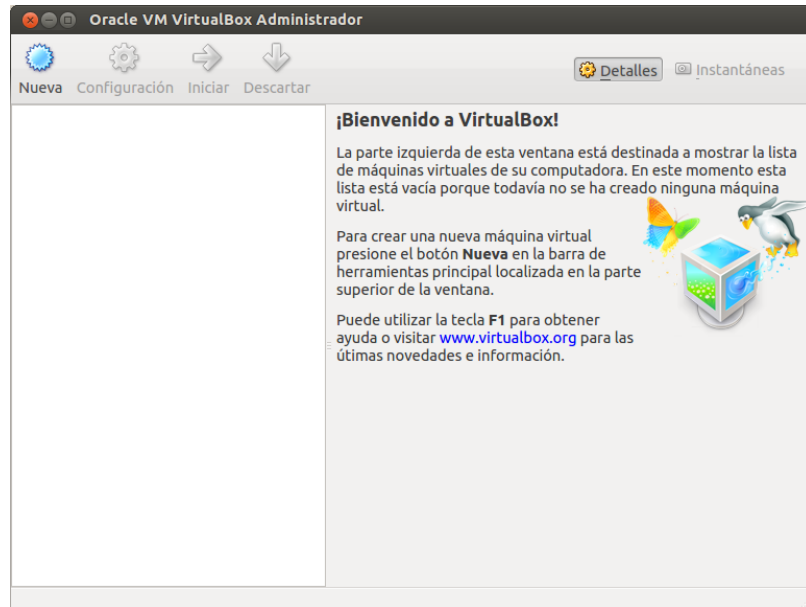 Oracle VM VirtualBox Administrador
Nueva Configuración Iniciar Descartar
Detalles Instantáneas
¡Bienvenido a VirtualBox!
La parte izquierda de esta ventana está destinada a mostrar la lista
de máquinas virtuales de su computadora. En este momento esta
lista está vacía porque todavía no se ha creado ninguna máquina
virtual.
Para crear una nueva máquina virtual
presione el botón Nueva en la barra de
herramientas principal localizada en la parte
superior de la ventana.
Puede utilizar la tecla F1 para obtener
ayuda o visitar www.virtualbox.org para las
útimas novedades e información.